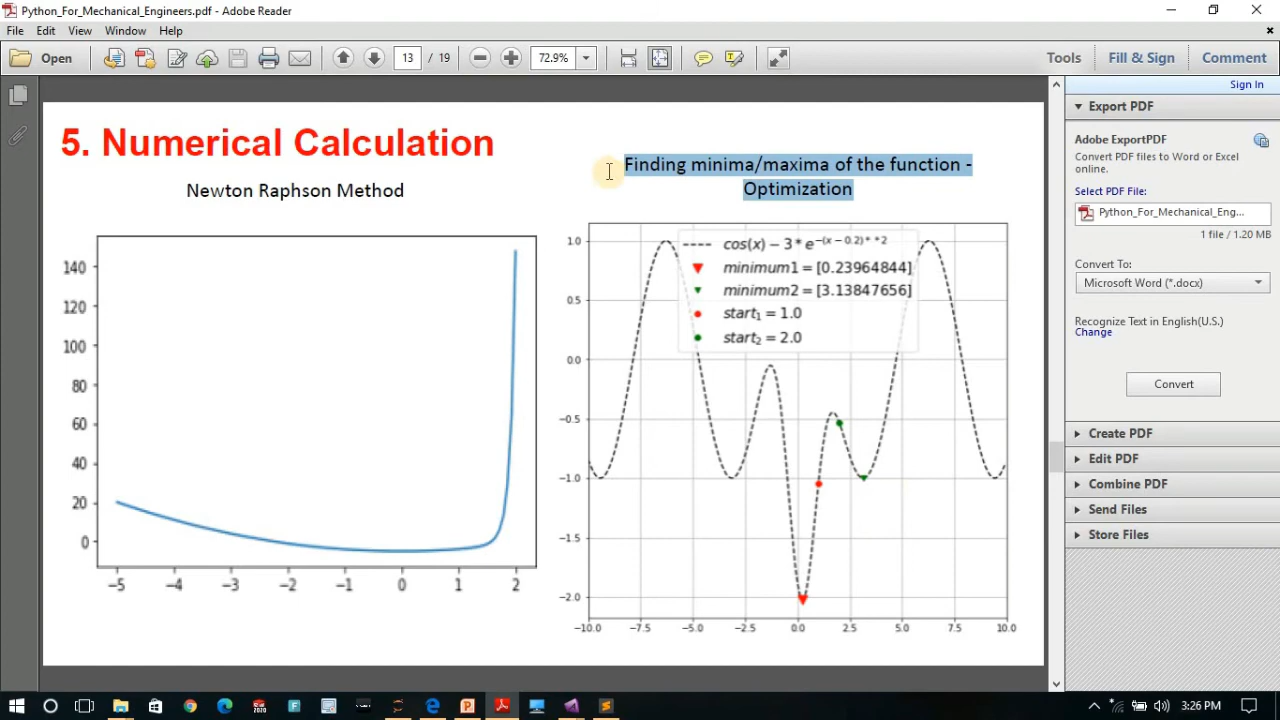 Python_For_Mechanical_Engineers.pdf - Adobe Reader
File Edit View Window Help
Open 13 / 19 72.9% Tools Fill & Sign Comment
Sign In
5. Numerical Calculation
Newton Raphson Method
140
120
100
80
60
40
20
0
−5 −4 −3 −2 −1 0 1 2
Finding minima/maxima of the function -
Optimization
cos(x) − 3 * e^−(x − 0.2) * *2
minimum1 = [0.23964844]
minimum2 = [3.13847656]
start₁ = 1.0
start₂ = 2.0
1.0
0.5
0.0
−0.5
−1.0
−1.5
−2.0
−10.0 −7.5 −5.0 −2.5 0.0 2.5 5.0 7.5 10.0
Export PDF
Adobe ExportPDF
Convert PDF files to Word or Excel
online.
Select PDF File:
Python_For_Mechanical_Eng...
1 file / 1.20 MB
Convert To:
Microsoft Word (*.docx)
Recognize Text in English(U.S.)
Change
Convert
Create PDF
Edit PDF
Combine PDF
Send Files
Store Files
3:26 PM